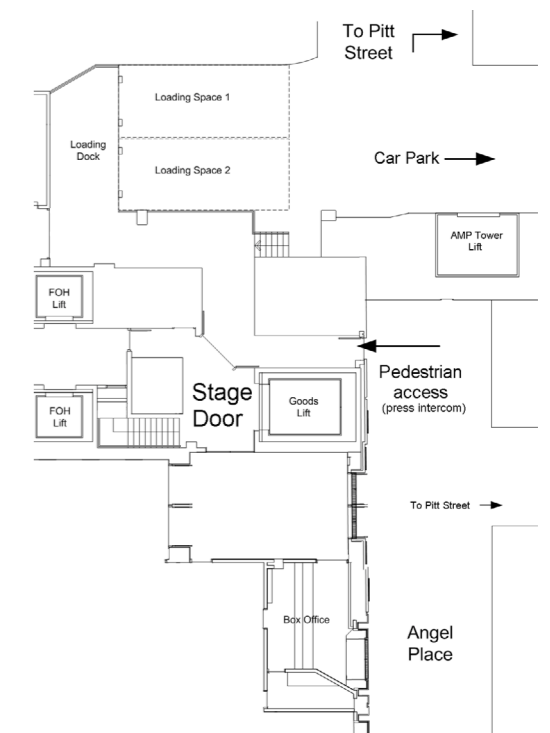 To Pitt
Street
Loading Space 1
Loading
Dock
Car Park
Loading Space 2
AMP Tower
Lift
FOH
Lift
Pedestrian
access
(press intercom)
Stage
Door
Goods
Lift
FOH
Lift
To Pitt Street
Box Office
Angel
Place